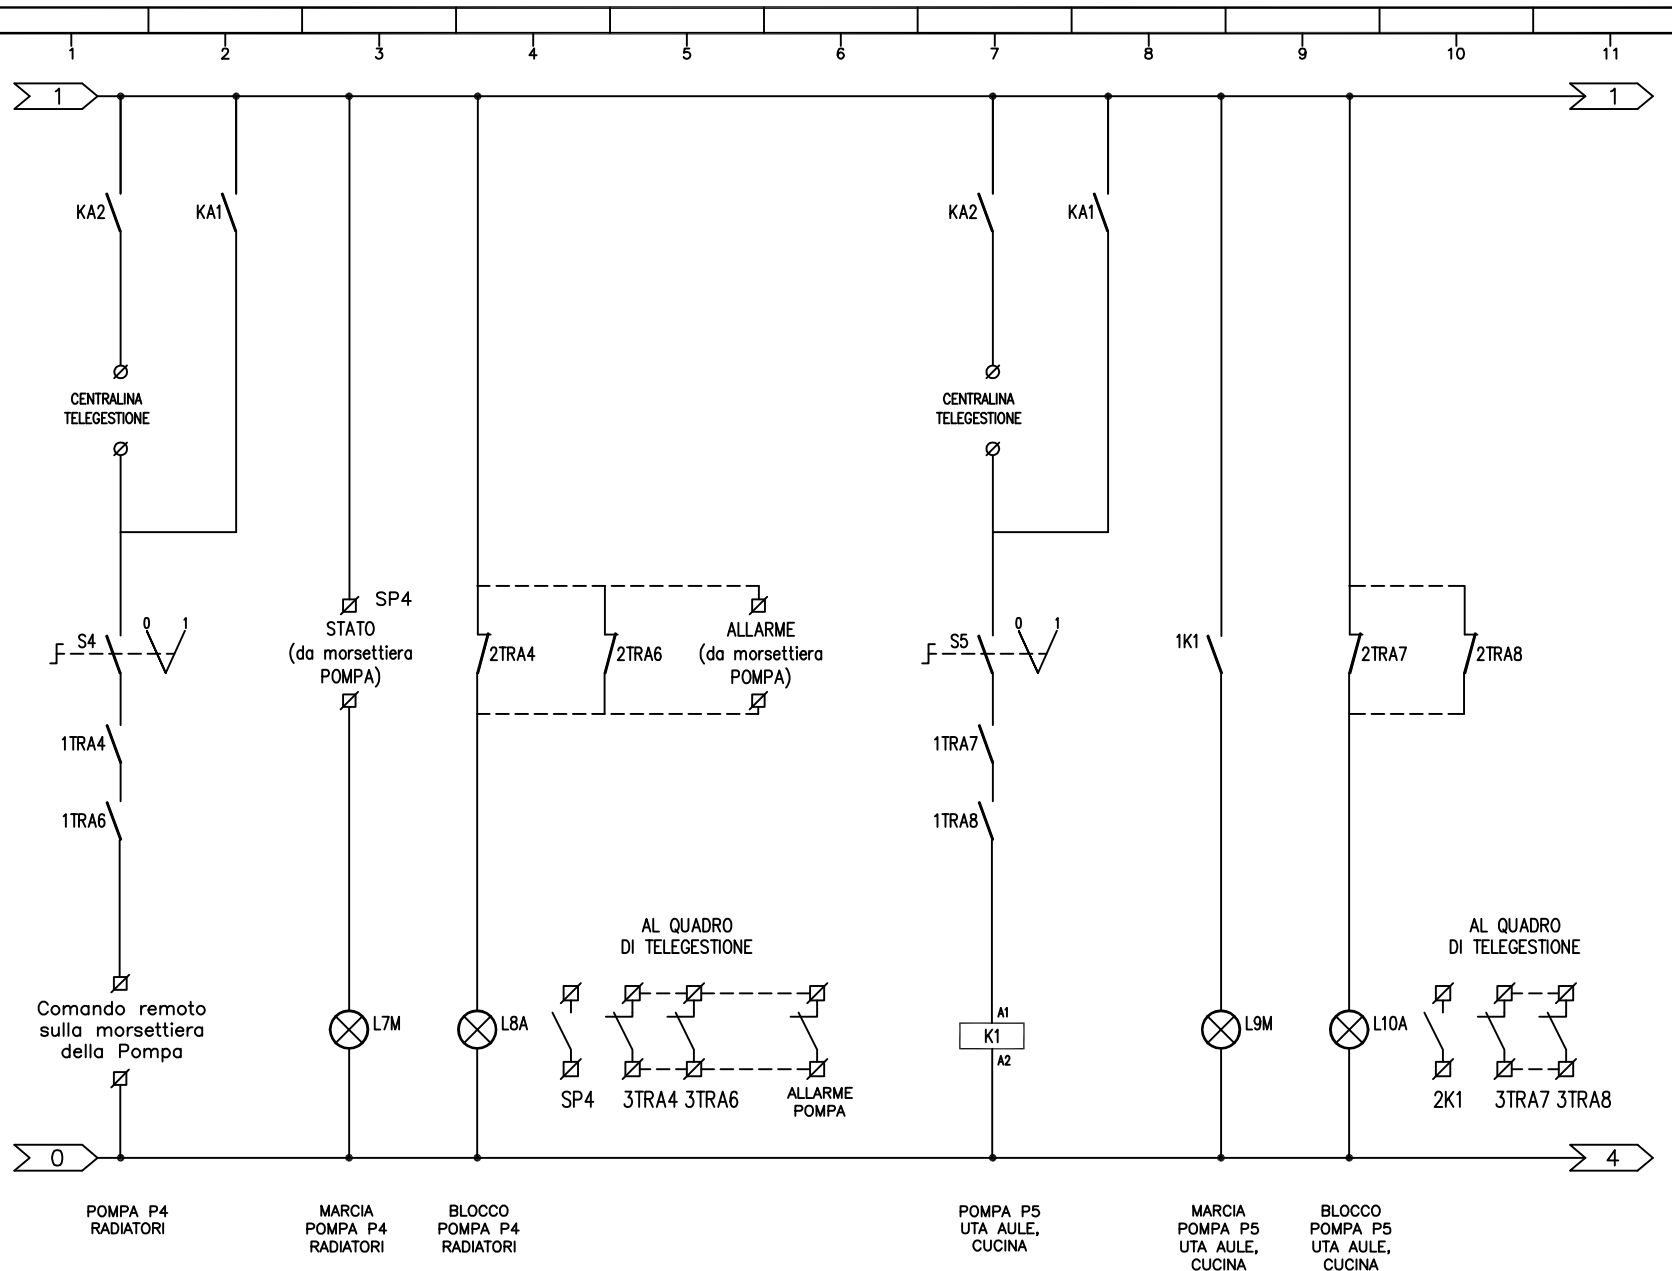 1 2 3 4 5 6 7 8 9 10 11
1 1
KA2 KA1 KA2 KA1
CENTRALINA
TELEGESTIONE
CENTRALINA
TELEGESTIONE
S4 0 1
SP4
STATO
(da morsettiera
POMPA)
2TRA4 2TRA6
ALLARME
(da morsettiera
POMPA)
S5 0 1
1K1
2TRA7 2TRA8
1TRA4
1TRA6
1TRA7
1TRA8
Comando remoto
sulla morsettiera
della Pompa
L7M
L8A
AL QUADRO
DI TELEGESTIONE
SP4 3TRA4 3TRA6
ALLARME
POMPA
A1
K1
A2
L9M
L10A
AL QUADRO
DI TELEGESTIONE
2K1 3TRA7 3TRA8
0 4
POMPA P4
RADIATORI
MARCIA
POMPA P4
RADIATORI
BLOCCO
POMPA P4
RADIATORI
POMPA P5
UTA AULE,
CUCINA
MARCIA
POMPA P5
UTA AULE,
CUCINA
BLOCCO
POMPA P5
UTA AULE,
CUCINA